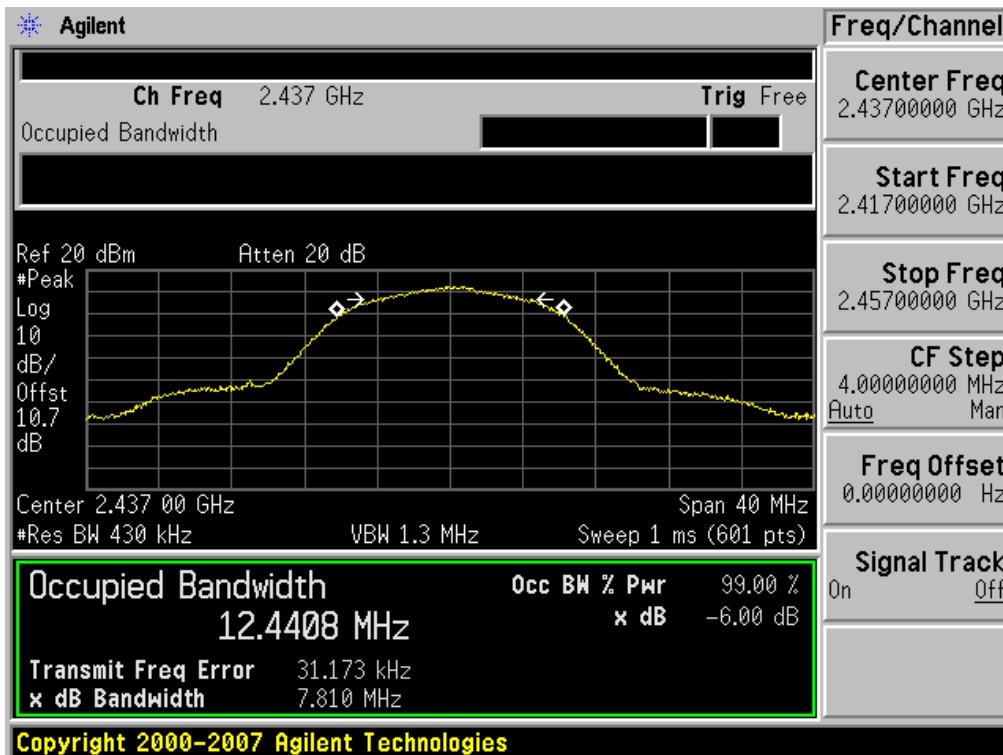 Agilent
Freq/Channel
Ch Freq 2.437 GHz Trig Free
Occupied Bandwidth
Center Freq
2.43700000 GHz
Start Freq
2.41700000 GHz
Stop Freq
2.45700000 GHz
CF Step
4.00000000 MHz
Auto Man
Freq Offset
0.00000000 Hz
Signal Track
On Off
Ref 20 dBm Atten 20 dB
#Peak
Log
10
dB/
Offst
10.7
dB
Center 2.437 00 GHz Span 40 MHz
#Res BW 430 kHz VBW 1.3 MHz Sweep 1 ms (601 pts)
Occupied Bandwidth Occ BW % Pwr 99.00 %
12.4408 MHz x dB -6.00 dB
Transmit Freq Error 31.173 kHz
x dB Bandwidth 7.810 MHz
Copyright 2000-2007 Agilent Technologies